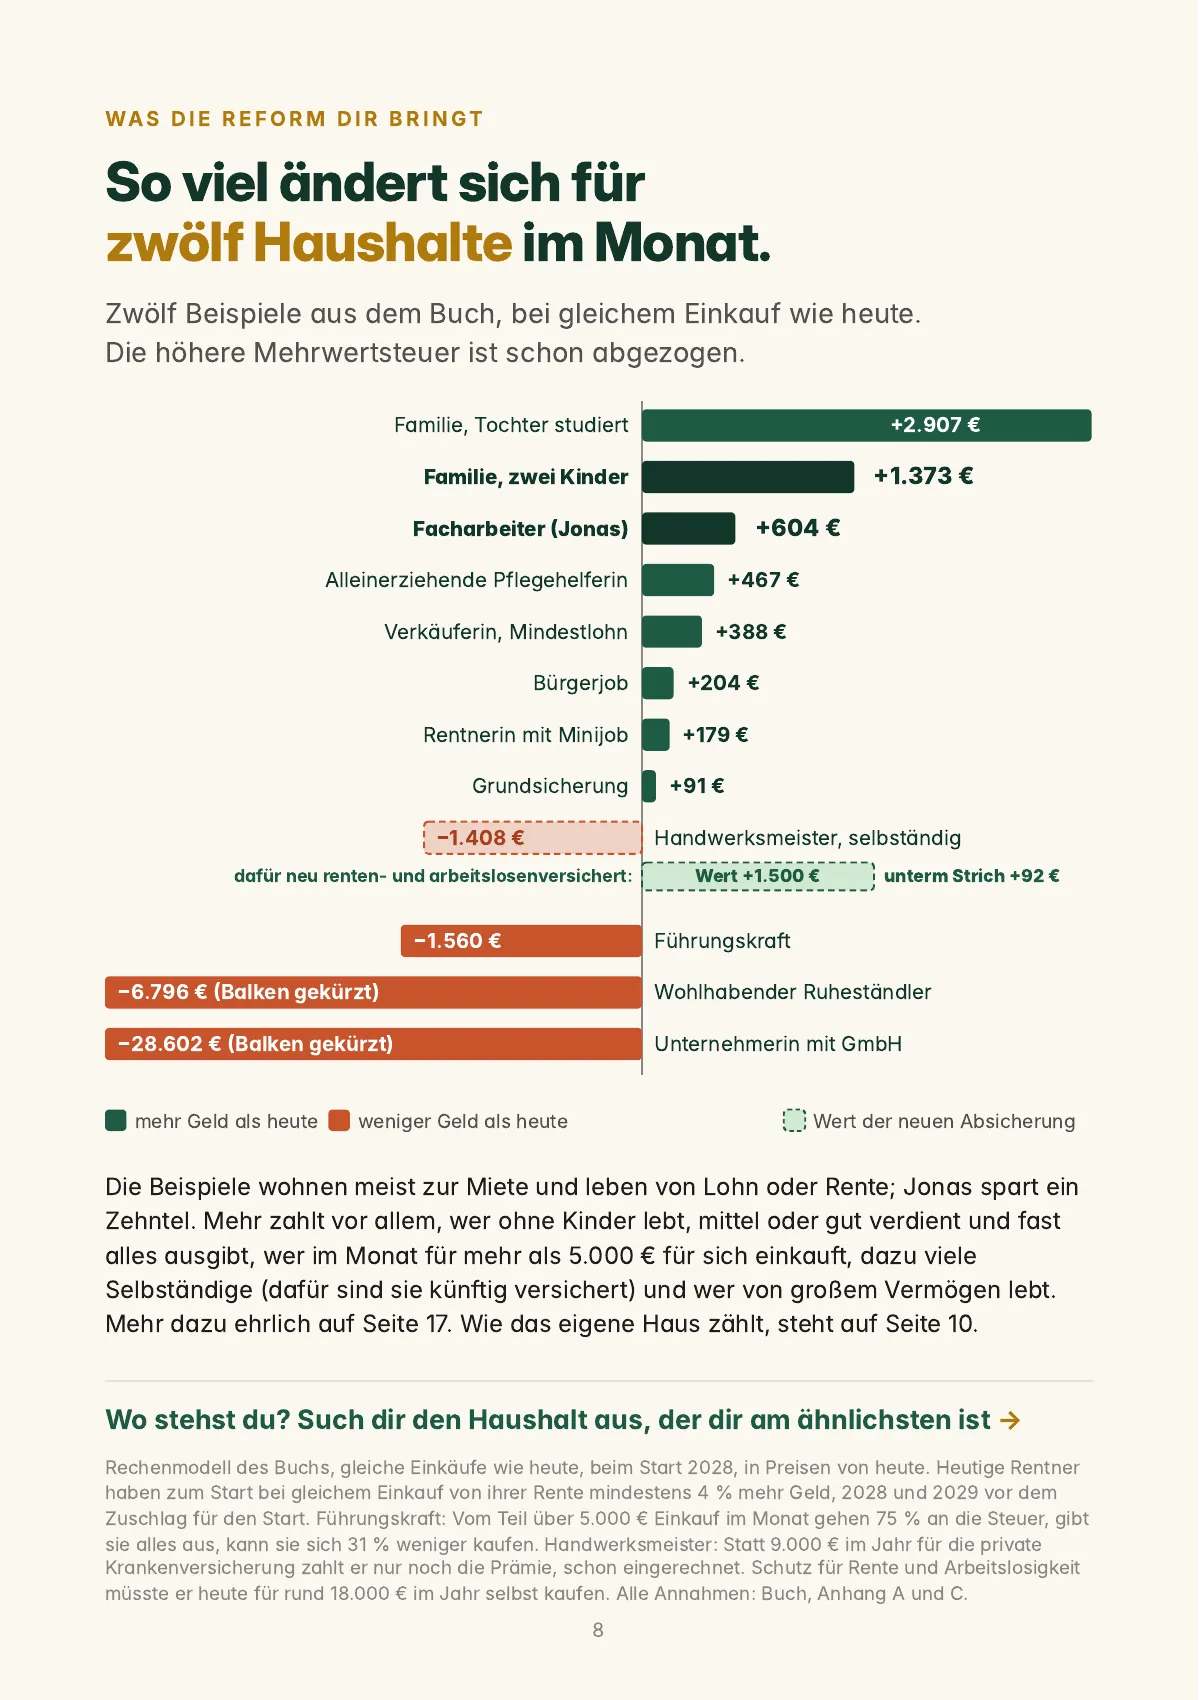 WAS DIE REFORM DIR BRINGT
So viel ändert sich für
zwölf Haushalte im Monat.
Zwölf Beispiele aus dem Buch, bei gleichem Einkauf wie heute.
Die höhere Mehrwertsteuer ist schon abgezogen.
Familie, Tochter studiert +2.907 €
Familie, zwei Kinder +1.373 €
Facharbeiter (Jonas) +604 €
Alleinerziehende Pflegehelferin +467 €
Verkäuferin, Mindestlohn +388 €
Bürgerjob +204 €
Rentnerin mit Minijob +179 €
Grundsicherung +91 €
−1.408 € Handwerksmeister, selbständig
dafür neu renten- und arbeitslosenversichert: Wert +1.500 € unterm Strich +92 €
−1.560 € Führungskraft
−6.796 € (Balken gekürzt) Wohlhabender Ruheständler
−28.602 € (Balken gekürzt) Unternehmerin mit GmbH
mehr Geld als heute weniger Geld als heute Wert der neuen Absicherung
Die Beispiele wohnen meist zur Miete und leben von Lohn oder Rente; Jonas spart ein
Zehntel. Mehr zahlt vor allem, wer ohne Kinder lebt, mittel oder gut verdient und fast
alles ausgibt, wer im Monat für mehr als 5.000 € für sich einkauft, dazu viele
Selbständige (dafür sind sie künftig versichert) und wer von großem Vermögen lebt.
Mehr dazu ehrlich auf Seite 17. Wie das eigene Haus zählt, steht auf Seite 10.
Wo stehst du? Such dir den Haushalt aus, der dir am ähnlichsten ist →
Rechenmodell des Buchs, gleiche Einkäufe wie heute, beim Start 2028, in Preisen von heute. Heutige Rentner
haben zum Start bei gleichem Einkauf von ihrer Rente mindestens 4 % mehr Geld, 2028 und 2029 vor dem
Zuschlag für den Start. Führungskraft: Vom Teil über 5.000 € Einkauf im Monat gehen 75 % an die Steuer, gibt
sie alles aus, kann sie sich 31 % weniger kaufen. Handwerksmeister: Statt 9.000 € im Jahr für die private
Krankenversicherung zahlt er nur noch die Prämie, schon eingerechnet. Schutz für Rente und Arbeitslosigkeit
müsste er heute für rund 18.000 € im Jahr selbst kaufen. Alle Annahmen: Buch, Anhang A und C.
8